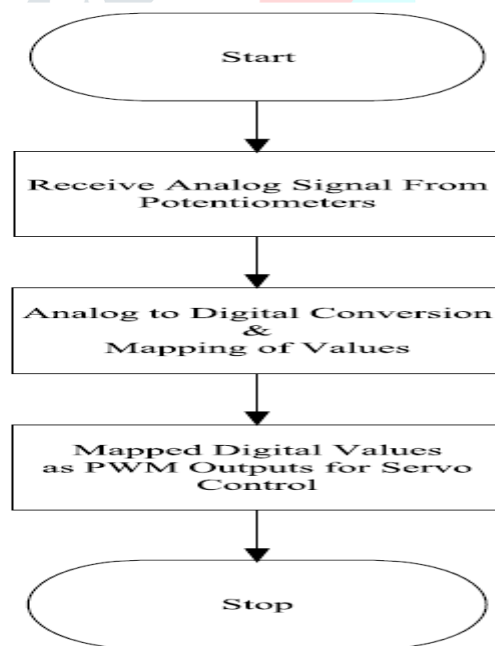 Start
Receive Analog Signal From
Potentiometers
Analog to Digital Conversion
&
Mapping of Values
Mapped Digital Values
as PWM Outputs for Servo
Control
Stop